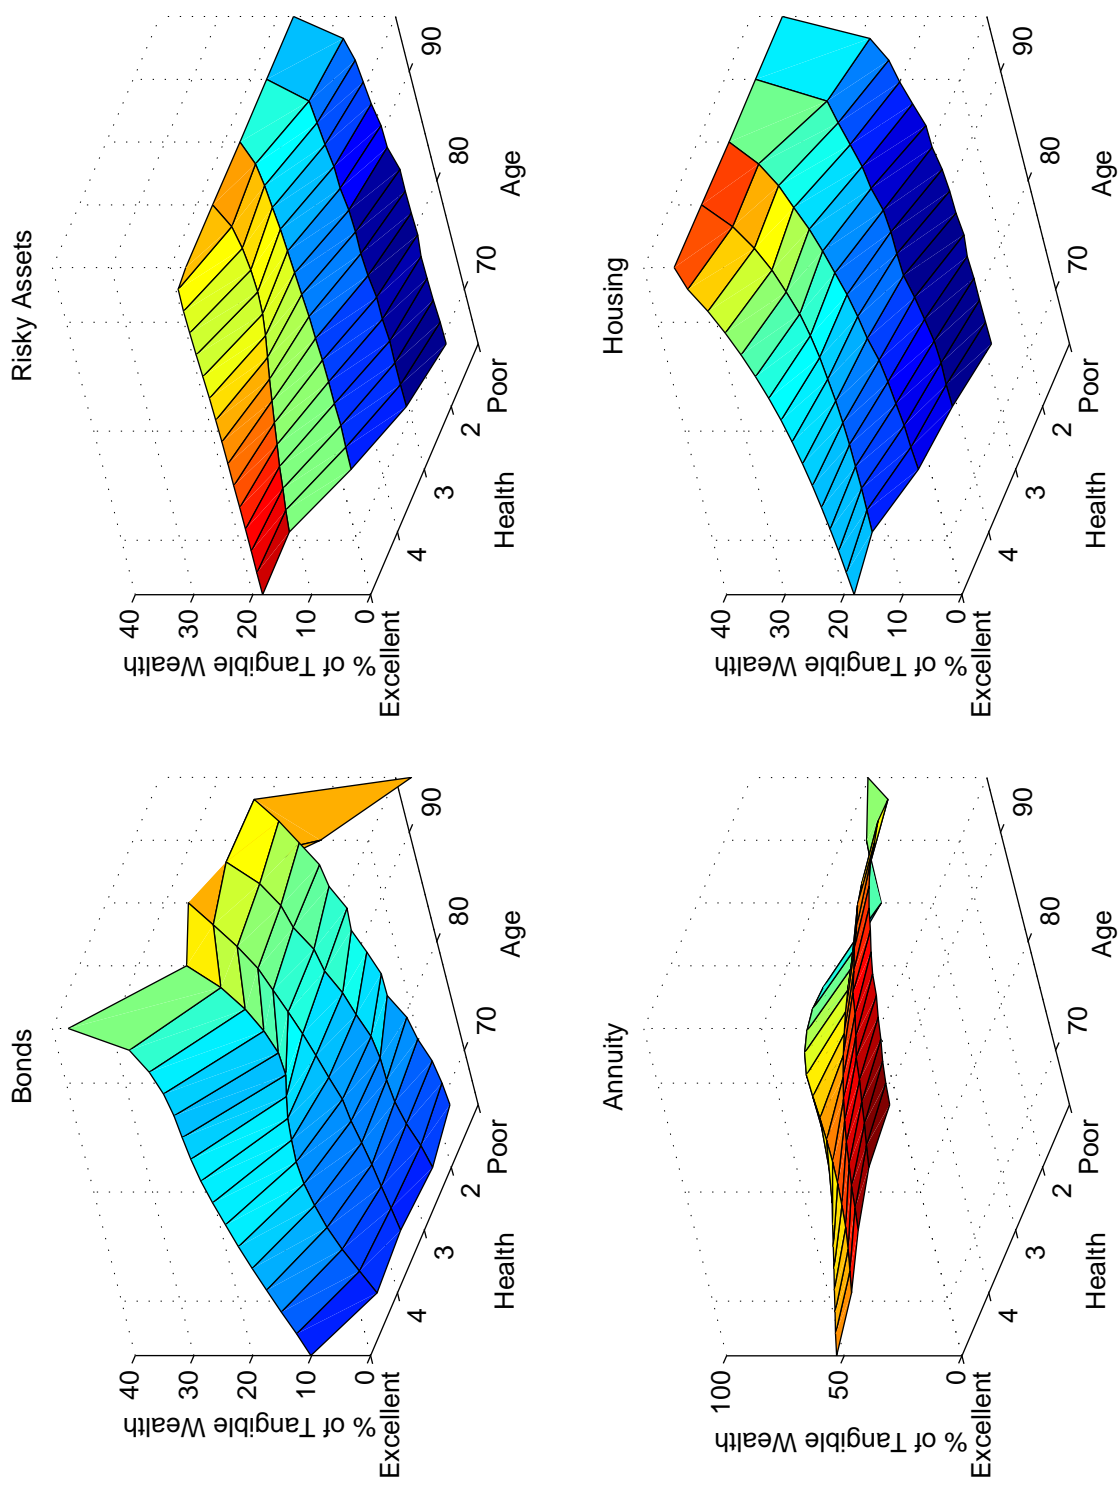 Bonds
40
30
20
10
0
% of Tangible Wealth
Excellent
4
3
2
Poor
Health
70
80
90
Age
Risky Assets
40
30
20
10
0
% of Tangible Wealth
Excellent
4
3
2
Poor
Health
70
80
90
Age
Annuity
100
50
0
% of Tangible Wealth
Excellent
4
3
2
Poor
Health
70
80
90
Age
Housing
40
30
20
10
0
% of Tangible Wealth
Excellent
4
3
2
Poor
Health
70
80
90
Age